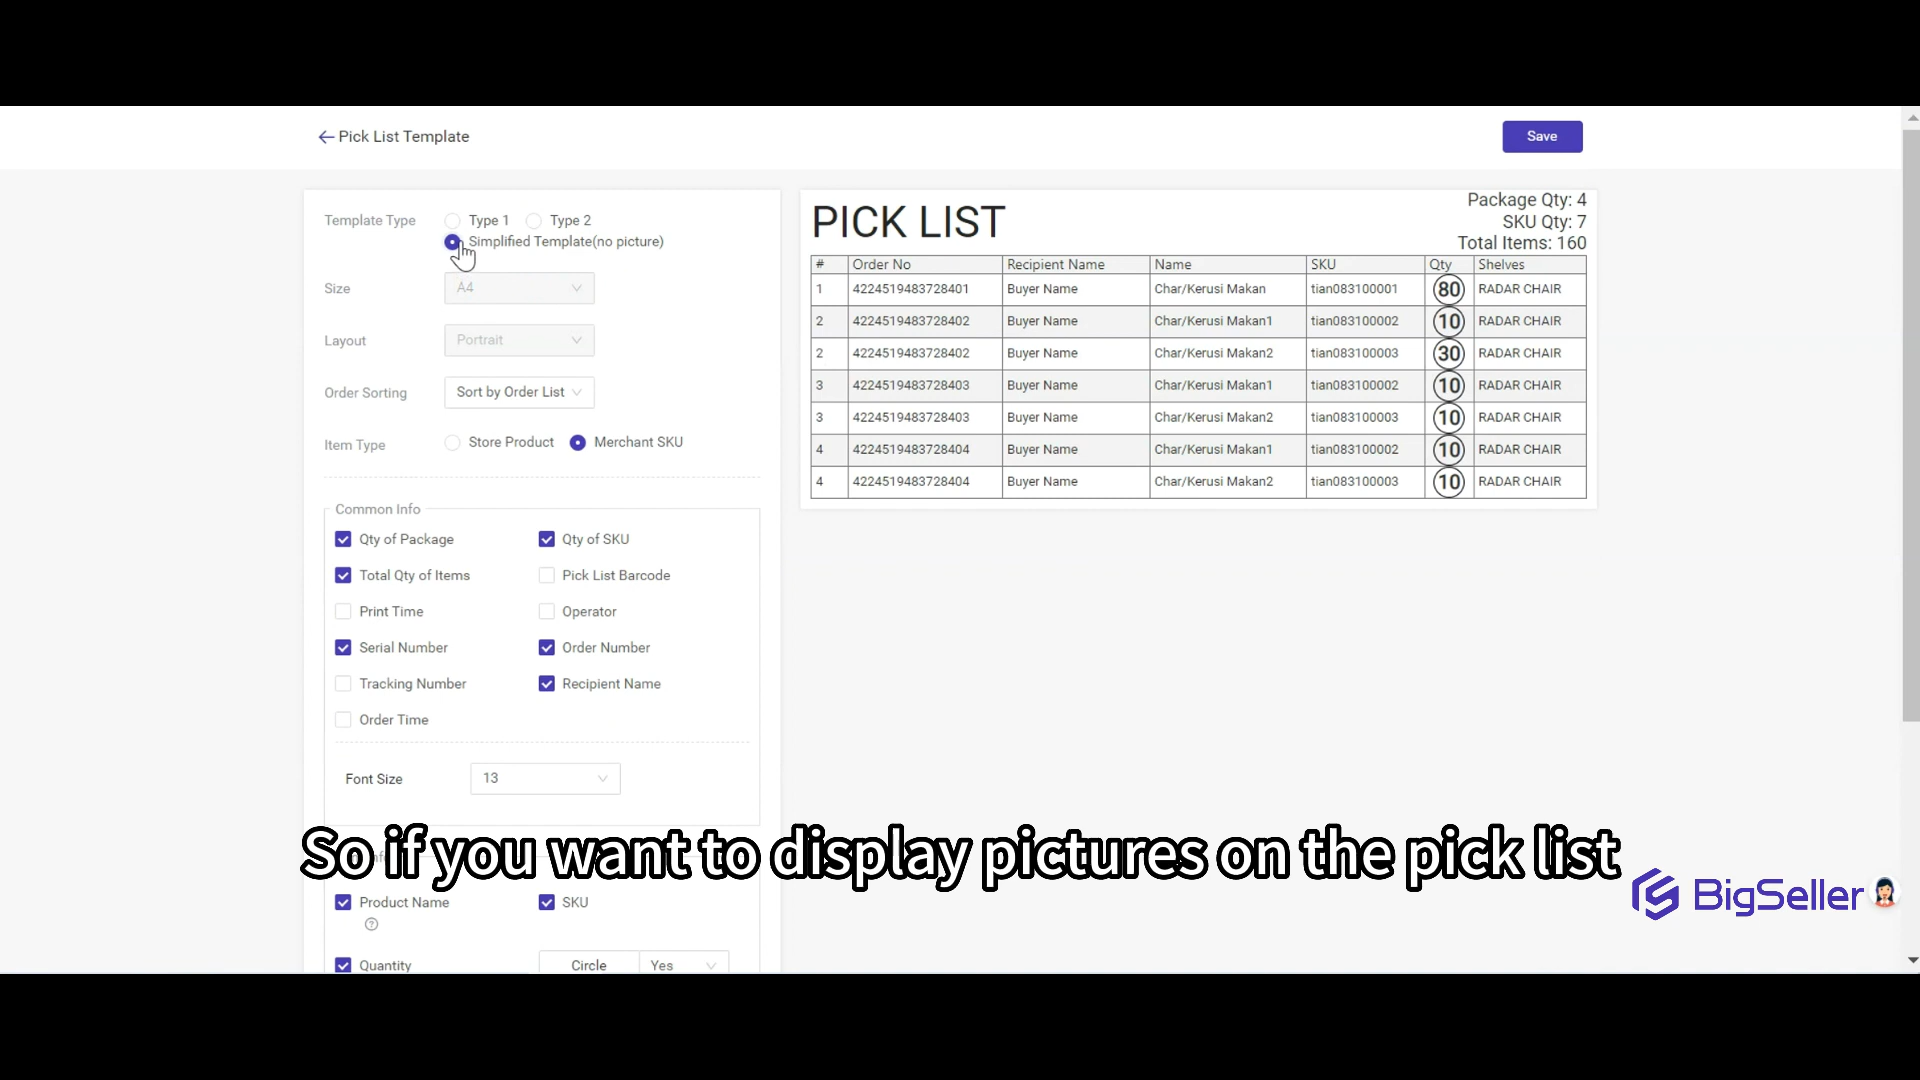 Pick List Template
Save
Template Type
Type 1
Type 2
Simplified Template(no picture)
Size
A4
Layout
Portrait
Order Sorting
Sort by Order List
Item Type
Store Product
Merchant SKU
Common Info
Qty of Package
Qty of SKU
Total Qty of Items
Pick List Barcode
Print Time
Operator
Serial Number
Order Number
Tracking Number
Recipient Name
Order Time
Font Size
13
Product Name
SKU
?
Quantity
Circle
Yes
PICK LIST
Package Qty: 4
SKU Qty: 7
Total Items: 160
# Order No Recipient Name Name SKU Qty Shelves
1 4224519483728401 Buyer Name Char/Kerusi Makan tian083100001 80 RADAR CHAIR
2 4224519483728402 Buyer Name Char/Kerusi Makan1 tian083100002 10 RADAR CHAIR
2 4224519483728402 Buyer Name Char/Kerusi Makan2 tian083100003 30 RADAR CHAIR
3 4224519483728403 Buyer Name Char/Kerusi Makan1 tian083100002 10 RADAR CHAIR
3 4224519483728403 Buyer Name Char/Kerusi Makan2 tian083100003 10 RADAR CHAIR
4 4224519483728404 Buyer Name Char/Kerusi Makan1 tian083100002 10 RADAR CHAIR
4 4224519483728404 Buyer Name Char/Kerusi Makan2 tian083100003 10 RADAR CHAIR
So if you want to display pictures on the pick list
BigSeller